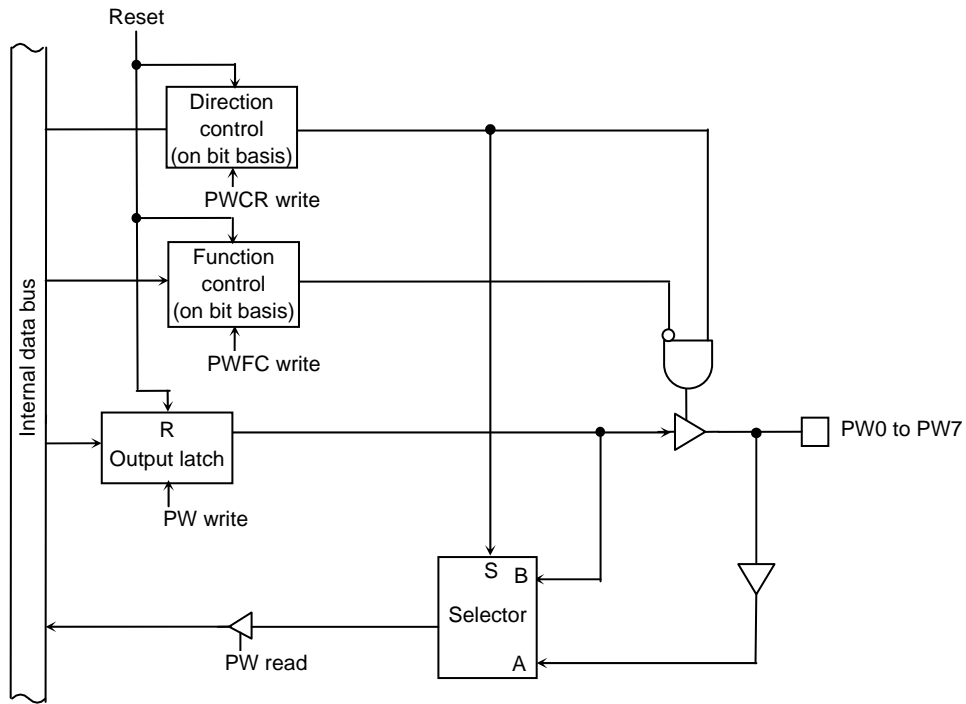 Reset
Direction
control
(on bit basis)
PWCR write
Function
control
(on bit basis)
PWFC write
Internal data bus
R
Output latch
PW write
PW0 to PW7
S
B
Selector
A
PW read